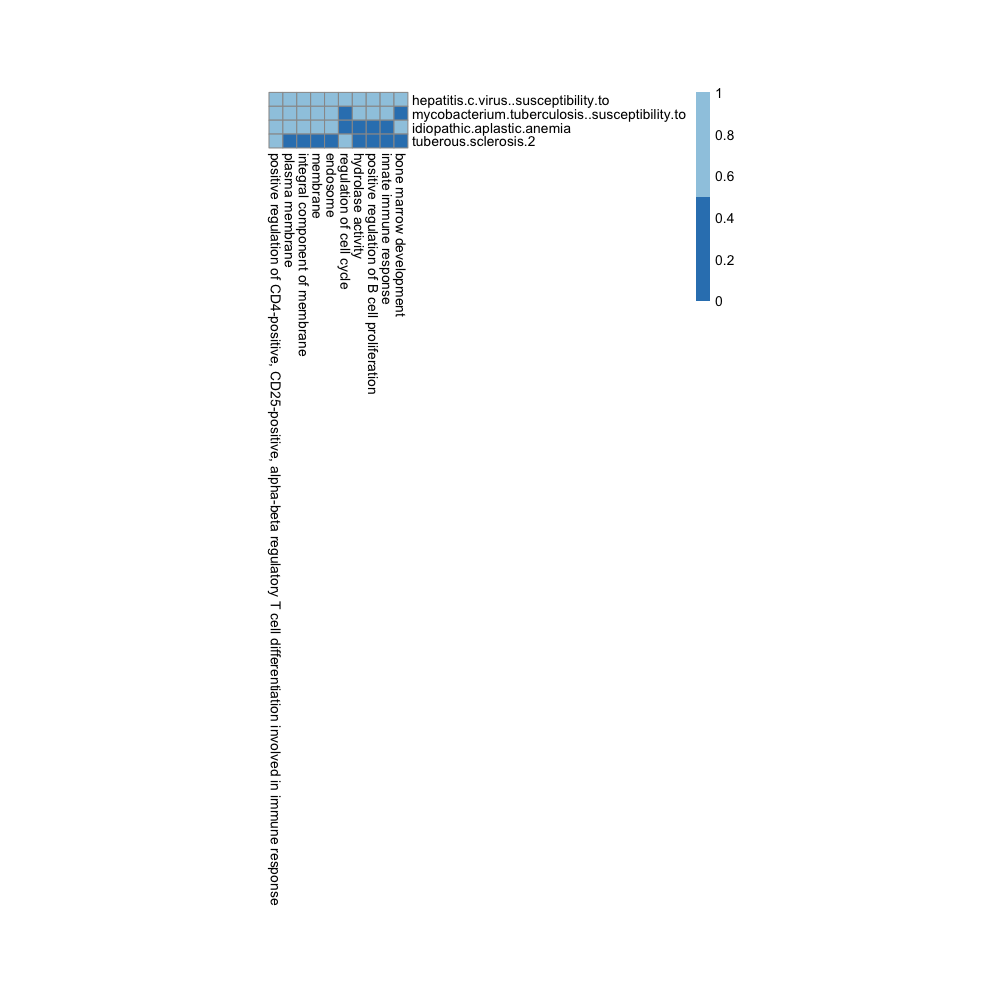 hepatitis.c.virus..susceptibility.to
mycobacterium.tuberculosis..susceptibility.to
idiopathic.aplastic.anemia
tuberous.sclerosis.2
positive regulation of CD4-positive, CD25-positive, alpha-beta regulatory T cell differentiation involved in immune response
plasma membrane
integral component of membrane
membrane
endosome
regulation of cell cycle
hydrolase activity
positive regulation of B cell proliferation
innate immune response
bone marrow development
1
0.8
0.6
0.4
0.2
0